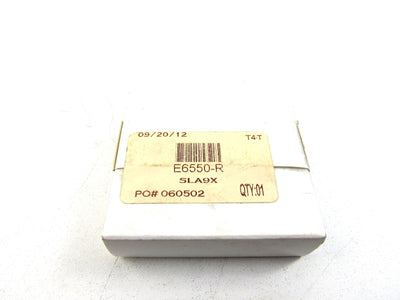 09/20/12 T4T
E6550-R
SLA9X
PO# 060502 QTY:01